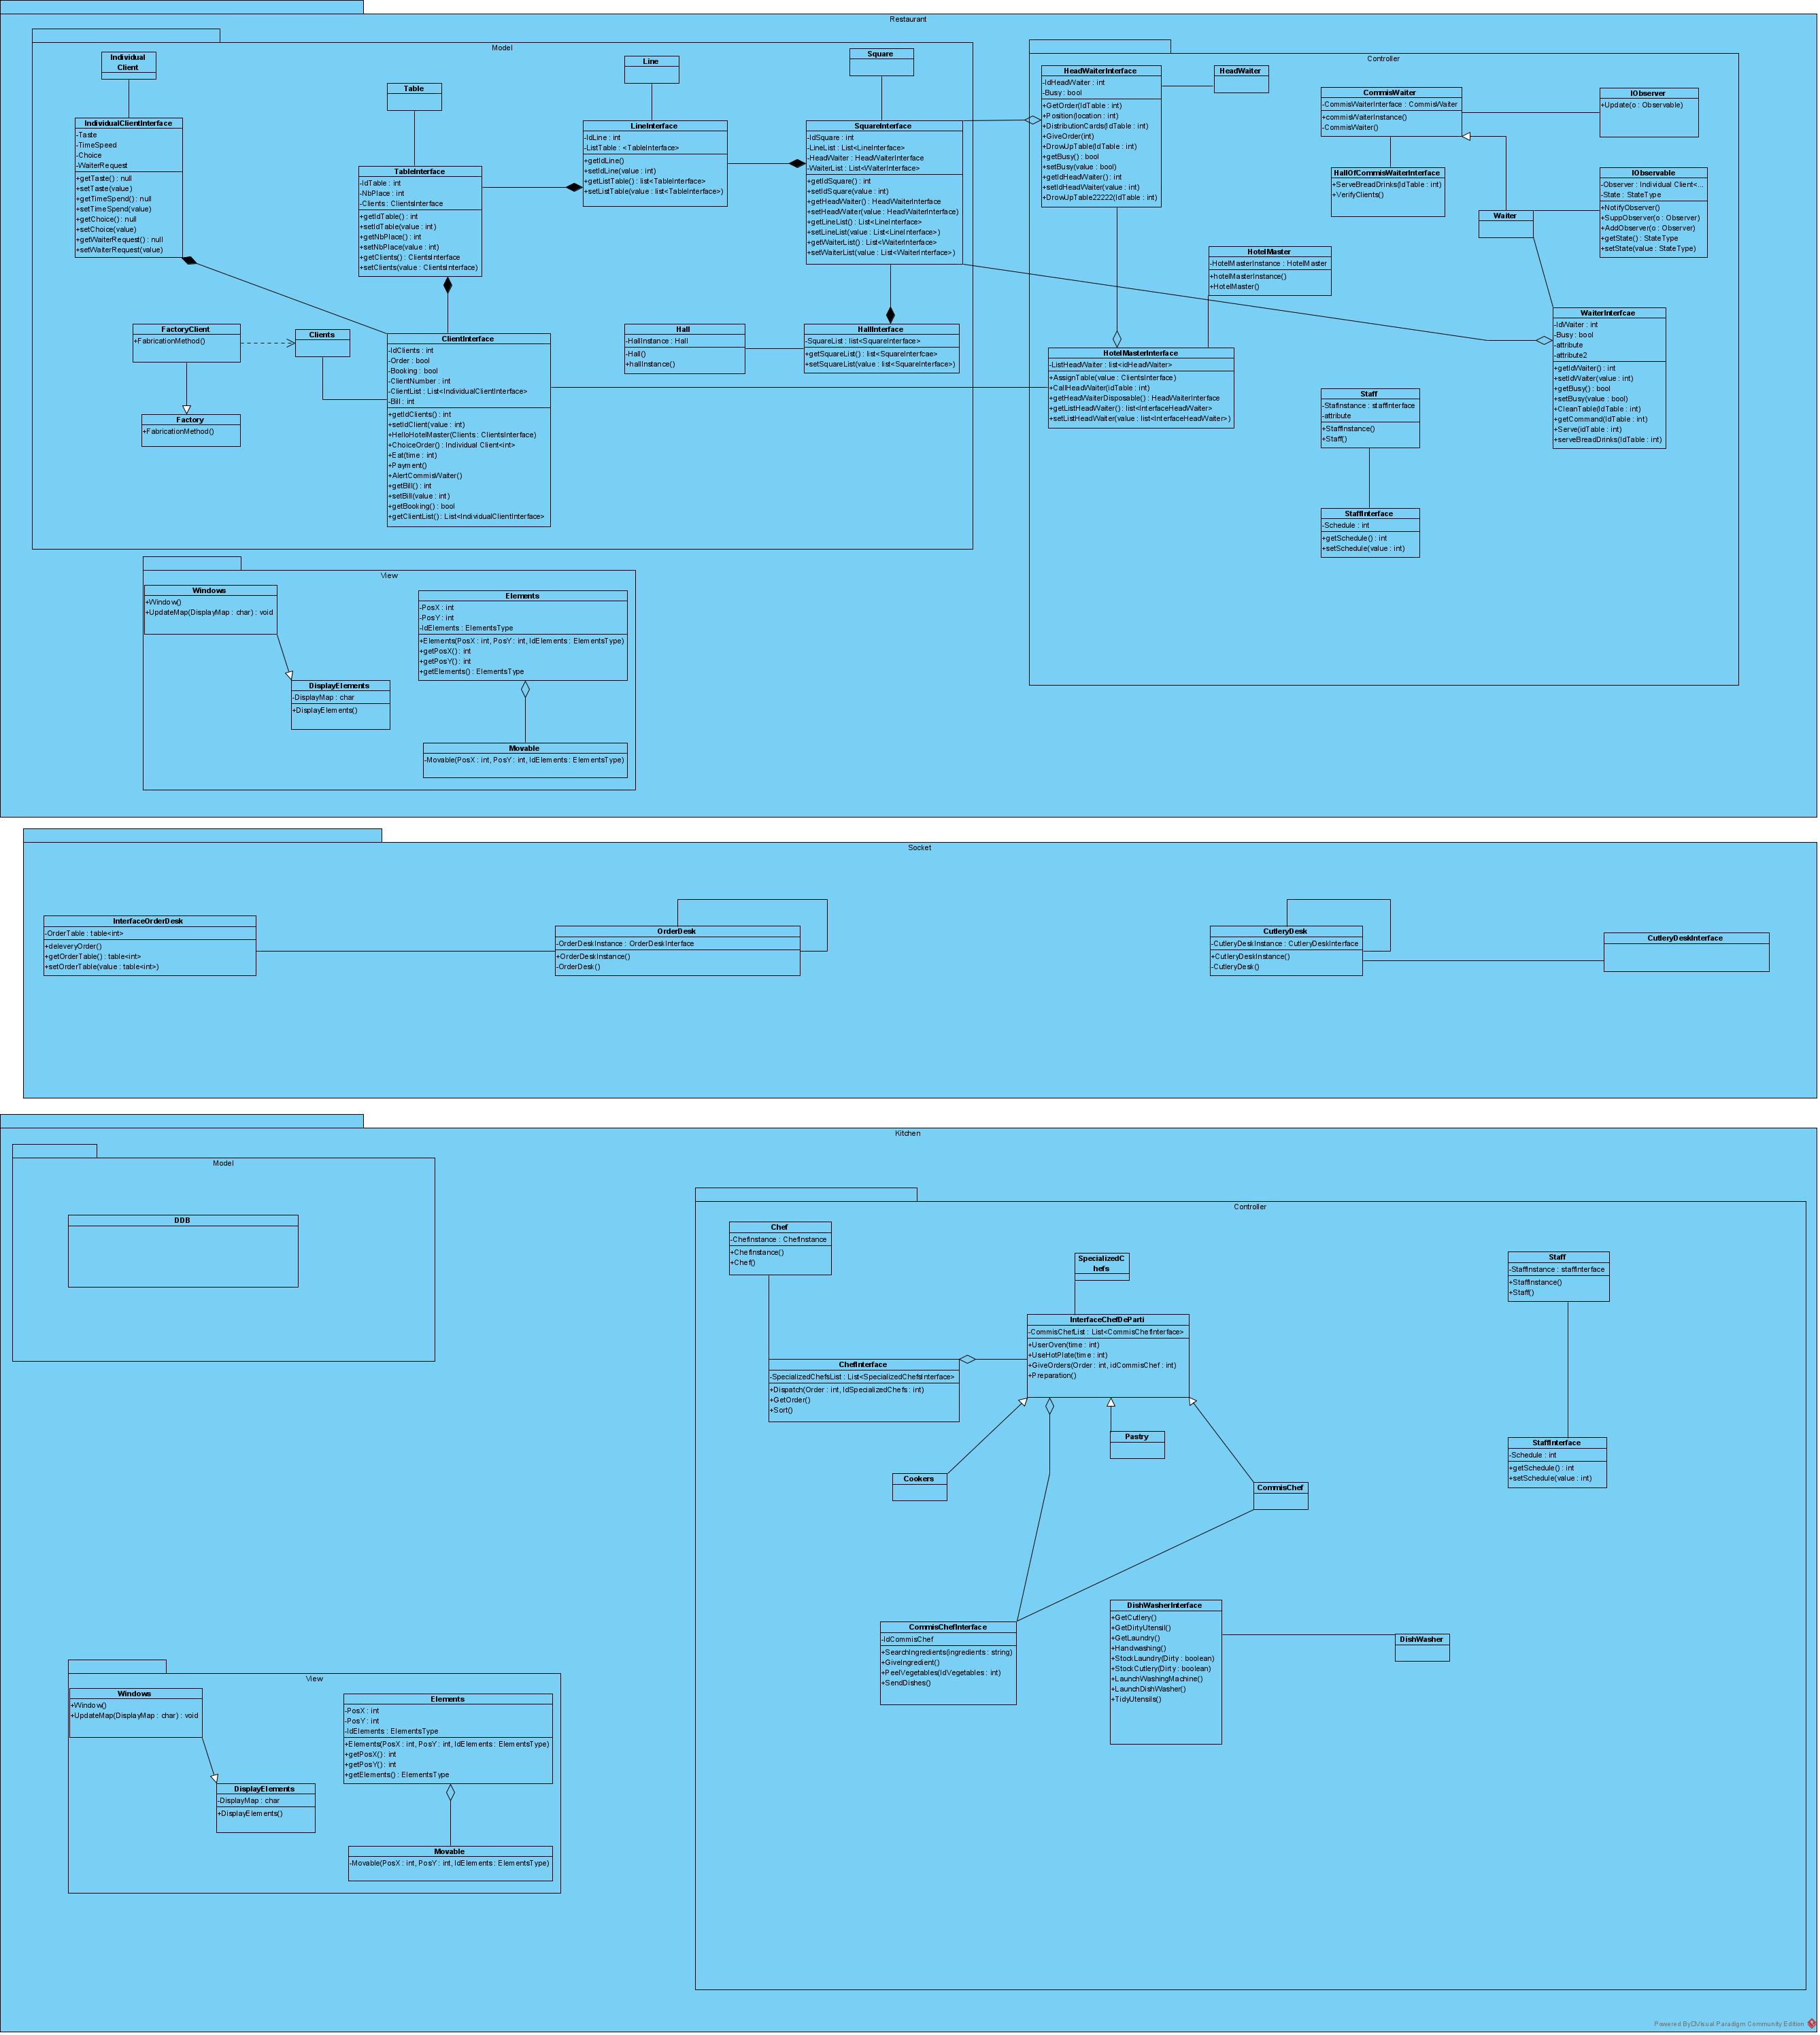 Restaurant
Model
Individual
Client
IndividualClientInterface
-Taste
-TimeSpeed
-Choice
-WaiterRequest
+getTaste() : null
+setTaste(value)
+getTimeSpend() : null
+setTimeSpend(value)
+getChoice() : null
+setChoice(value)
+getWaiterRequest() : null
+setWaiterRequest(value)
Table
TableInterface
-IdTable : int
-NbPlace : int
-Clients : ClientsInterface
+getIdTable() : int
+setIdTable(value : int)
+getNbPlace() : int
+setNbPlace(value : int)
+getClients() : ClientsInterface
+setClients(value : ClientsInterface)
Line
LineInterface
-IdLine : int
-ListTable : <TableInterface>
+getIdLine()
+setIdLine(value : int)
+getListTable() : list<TableInterface>
+setListTable(value : list<TableInterface>)
Square
SquareInterface
-IdSquare : int
-LineList : List<LineInterface>
-HeadWaiter : HeadWaiterInterface
-WaiterList : List<WaiterInterface>
+getIdSquare() : int
+setIdSquare(value : int)
+getHeadWaiter() : HeadWaiterInterface
+setHeadWaiter(value : HeadWaiterInterface)
+getLineList() : List<LineInterface>
+setLineList(value : List<LineInterface>)
+getWaiterList() : List<WaiterInterface>
+setWaiterList(value : List<WaiterInterface>)
FactoryClient
+FabricationMethod()
Clients
Factory
+FabricationMethod()
ClientInterface
-IdClients : int
-Order : bool
-Booking : bool
-ClientNumber : int
-ClientList : List<IndividualClientInterface>
-Bill : int
+getIdClients() : int
+setIdClient(value : int)
+HelloHotelMaster(Clients : ClientsInterface)
+ChoiceOrder() : Individual Client<int>
+Eat(time : int)
+Payment()
+AlertCommisWaiter()
+getBill() : int
+setBill(value : int)
+getBooking() : bool
+getClientList() : List<IndividualClientInterface>
Hall
-HallInstance : Hall
-Hall()
+hallInstance()
HallInterface
-SquareList : list<SquareInterface>
+getSquareList() : list<SquareInterfcae>
+setSquareList(value : list<SquareInterface>)
Controller
HeadWaiterInterface
-IdHeadWaiter : int
-Busy : bool
+GetOrder(IdTable : int)
+Position(location : int)
+DistributionCards(IdTable : int)
+GiveOrder(int)
+DrowUpTable(IdTable : int)
+getBusy() : bool
+setBusy(value : bool)
+getIdHeadWaiter() : int
+setIdHeadWaiter(value : int)
+DrowUpTable22222(IdTable : int)
HeadWaiter
CommisWaiter
-CommisWaiterInterface : CommisWaiter
+commisWaiterInstance()
-CommisWaiter()
IObserver
+Update(o : Observable)
HallOfCommisWaiterInterface
+ServeBreadDrinks(IdTable : int)
+VerifyClients()
IObservable
-Observer : Individual Client<...
-State : StateType
+NotifyObserver()
+SuppObserver(o : Observer)
+AddObserver(o : Observer)
+getState() : StateType
+setState(value : StateType)
Waiter
HotelMaster
-HotelMasterInstance : HotelMaster
+hotelMasterInstance()
+HotelMaster()
HotelMasterInterface
-ListHeadWaiter : list<idHeadWaiter>
+AssignTable(value : ClientsInterface)
+CallHeadWaiter(IdTable : int)
+getHeadWaiterDisposable() : HeadWaiterInterface
+getListHeadWaiter() : list<InterfaceHeadWaiter>
+setListHeadWaiter(value : list<InterfaceHeadWaiter>)
WaiterInterfcae
-IdWaiter : int
-Busy : bool
-attribute
-attribute2
+getIdWaiter() : int
+setIdWaiter(value : int)
+getBusy() : bool
+setBusy(value : bool)
+CleanTable(IdTable : int)
+getCommand(IdTable : int)
+Serve(idTable : int)
+serveBreadDrinks(IdTable : int)
Staff
-StafInstance : staffinterface
-attribute
+StaffInstance()
+Staff()
StaffInterface
-Schedule : int
+getSchedule() : int
+setSchedule(value : int)
View
Windows
+Window()
+UpdateMap(DisplayMap : char) : void
Elements
-PosX : int
-PosY : int
-IdElements : ElementsType
+Elements(PosX : int, PosY : int, IdElements : ElementsType)
+getPosX() : int
+getPosY() : int
+getElements() : ElementsType
DisplayElements
-DisplayMap : char
+DisplayElements()
Movable
-Movable(PosX : int, PosY : int, IdElements : ElementsType)
Socket
InterfaceOrderDesk
-OrderTable : table<int>
+deleveryOrder()
+getOrderTable() : table<int>
+setOrderTable(value : table<int>)
OrderDesk
-OrderDeskInstance : OrderDeskInterface
+OrderDeskInstance()
-OrderDesk()
CutleryDesk
-CutleryDeskInstance : CutleryDeskInterface
+CutleryDeskInstance()
-CutleryDesk()
CutleryDeskInterface
Kitchen
Model
DDB
Controller
Chef
-ChefInstance : ChefInstance
+ChefInstance()
+Chef()
SpecializedC
hefs
InterfaceChefDeParti
-CommisChefList : List<CommisChefInterface>
+UserOven(time : int)
+UseHotPlate(time : int)
+GiveOrders(Order : int, idCommisChef : int)
+Preparation()
ChefInterface
-SpecializedChefsList : List<SpecializedChefsInterface>
+Dispatch(Order : int, IdSpecializedChefs : int)
+GetOrder()
+Sort()
Staff
-StaffInstance : staffinterface
+StaffInstance()
+Staff()
Pastry
Cookers
CommisChef
StaffInterface
-Schedule : int
+getSchedule() : int
+setSchedule(value : int)
CommisChefInterface
-IdCommisChef
+SearchIngredients(Ingredients : string)
+GiveIngredient()
+PeelVegetables(IdVegetables : int)
+SendDishes()
DishWasherInterface
+GetCutlery()
+GetDirtyUtensil()
+GetLaundry()
+Handwashing()
+StockLaundry(Dirty : boolean)
+StockCutlery(Dirty : boolean)
+LaunchWashingMachine()
+LaunchDishWasher()
+TidyUtensils()
DishWasher
View
Windows
+Window()
+UpdateMap(DisplayMap : char) : void
Elements
-PosX : int
-PosY : int
-IdElements : ElementsType
+Elements(PosX : int, PosY : int, IdElements : ElementsType)
+getPosX() : int
+getPosY() : int
+getElements() : ElementsType
DisplayElements
-DisplayMap : char
+DisplayElements()
Movable
-Movable(PosX : int, PosY : int, IdElements : ElementsType)
Powered By Visual Paradigm Community Edition